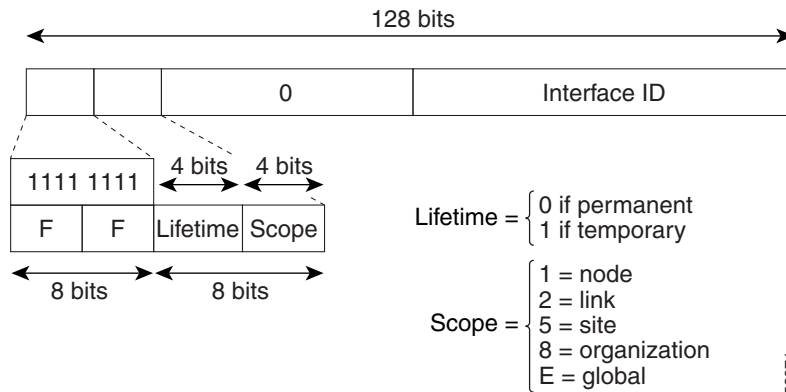 128 bits
0 Interface ID
4 bits 4 bits
1111 1111
F F Lifetime Scope
8 bits 8 bits
Lifetime = 0 if permanent
1 if temporary
Scope = 1 = node
2 = link
5 = site
8 = organization
E = global